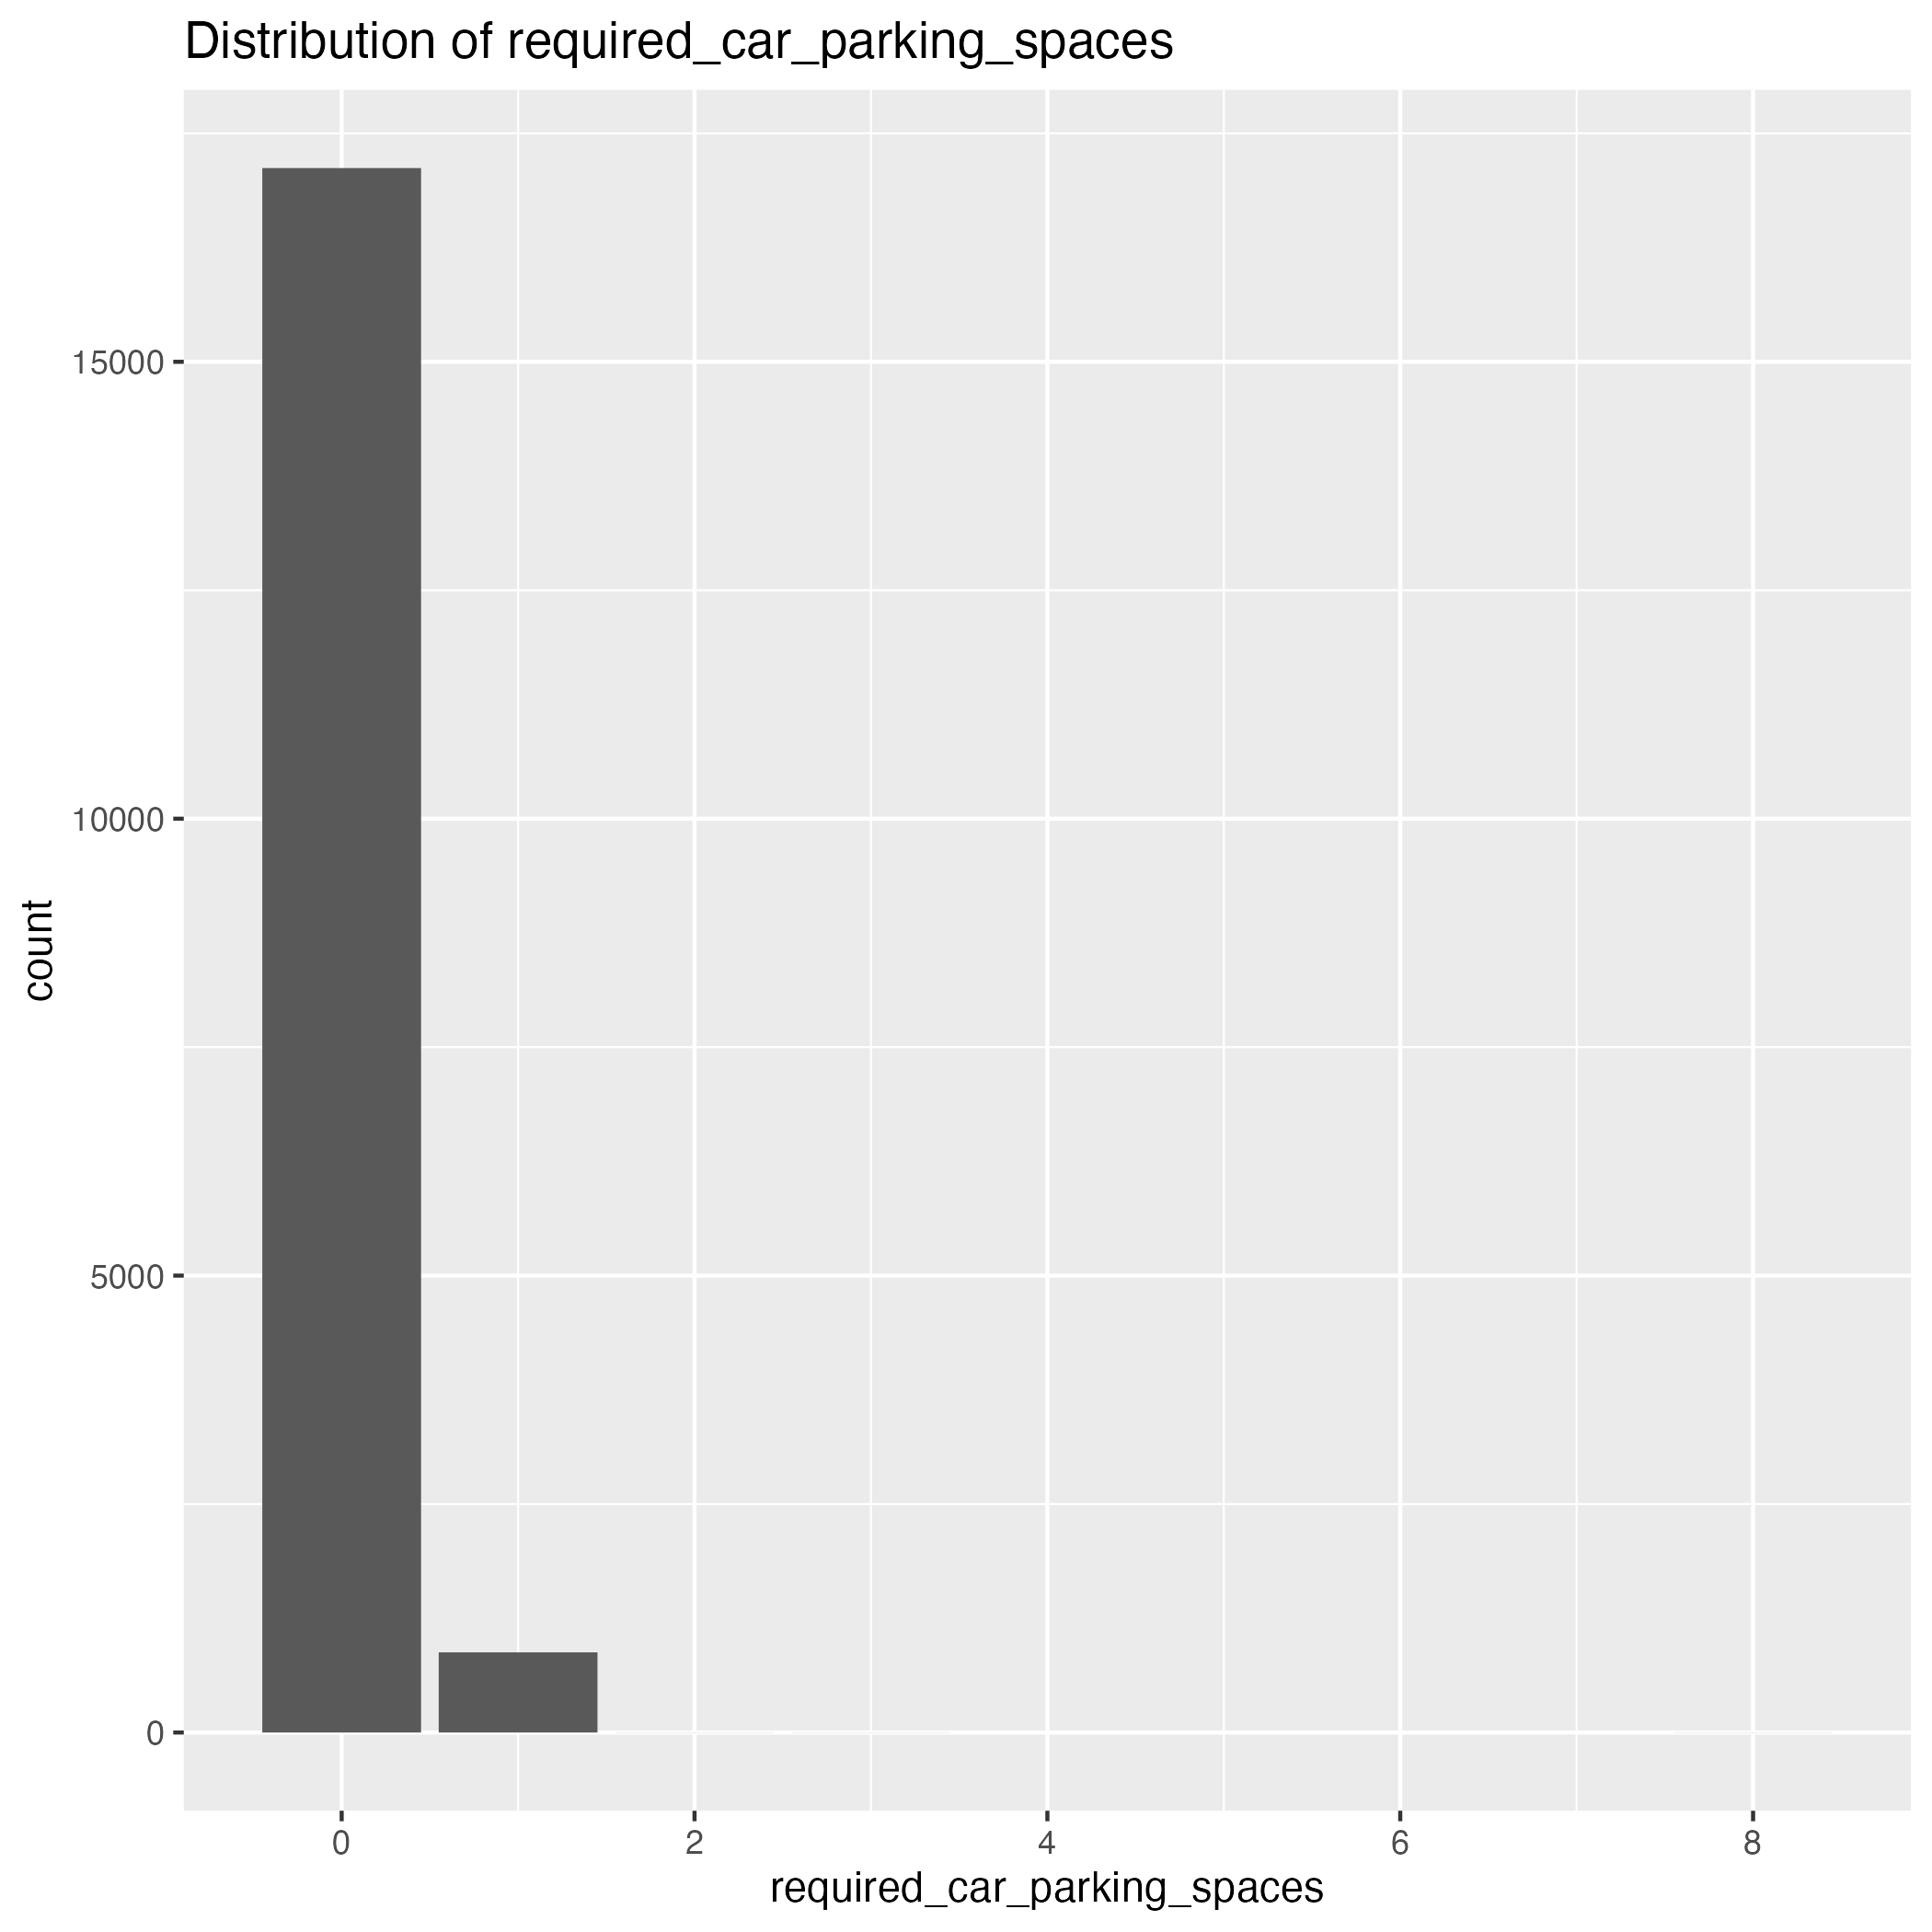 Distribution of required_car_parking_spaces
15000
10000
5000
0
count
0 2 4 6 8
required_car_parking_spaces